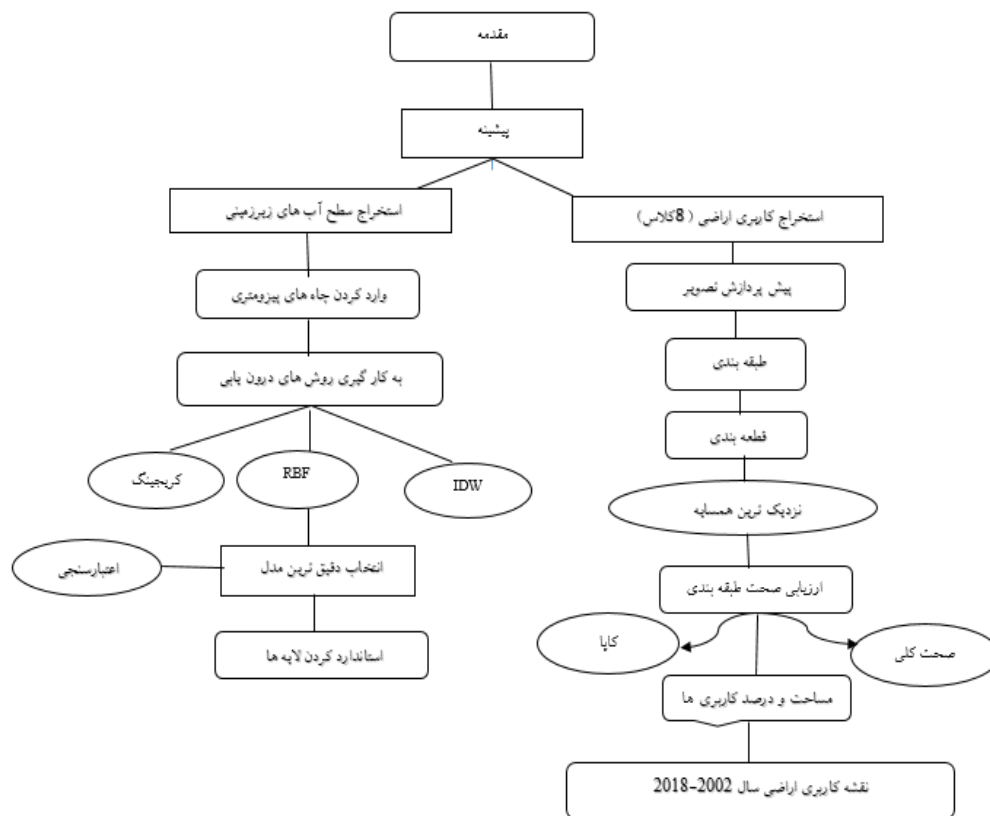 مقدمه
پیشینه
استخراج کاربری اراضی ( 8کلاس)
استخراج سطح آب های زیرزمینی
پیش پردازش تصویر
وارد کردن چاه های پیزومتری
طبقه بندی
به کار گیری روش های درون یابی
قطعه بندی
IDW
RBF
کریجینگ
نزدیک ترین همسایه
انتخاب دقیق ترین مدل
اعتبارسنجی
ارزیابی صحت طبقه بندی
استاندارد کردن لایه ها
صحت کلی
کاپا
مساحت و درصد کاربری ها
نقشه کاربری اراضی سال 2002-2018